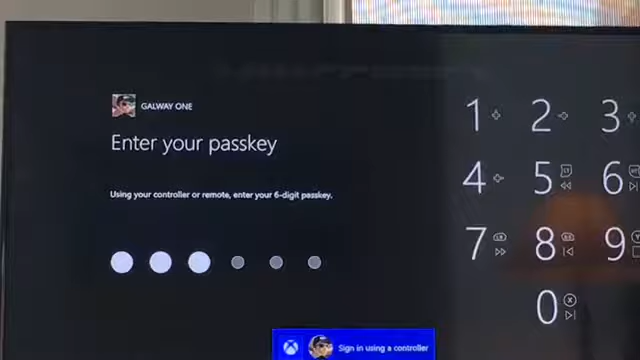 GALWAY ONE
Enter your passkey
Using your controller or remote, enter your 6-digit passkey.
1 2 3
4 5 6
7 8 9
0
Sign in using a controller